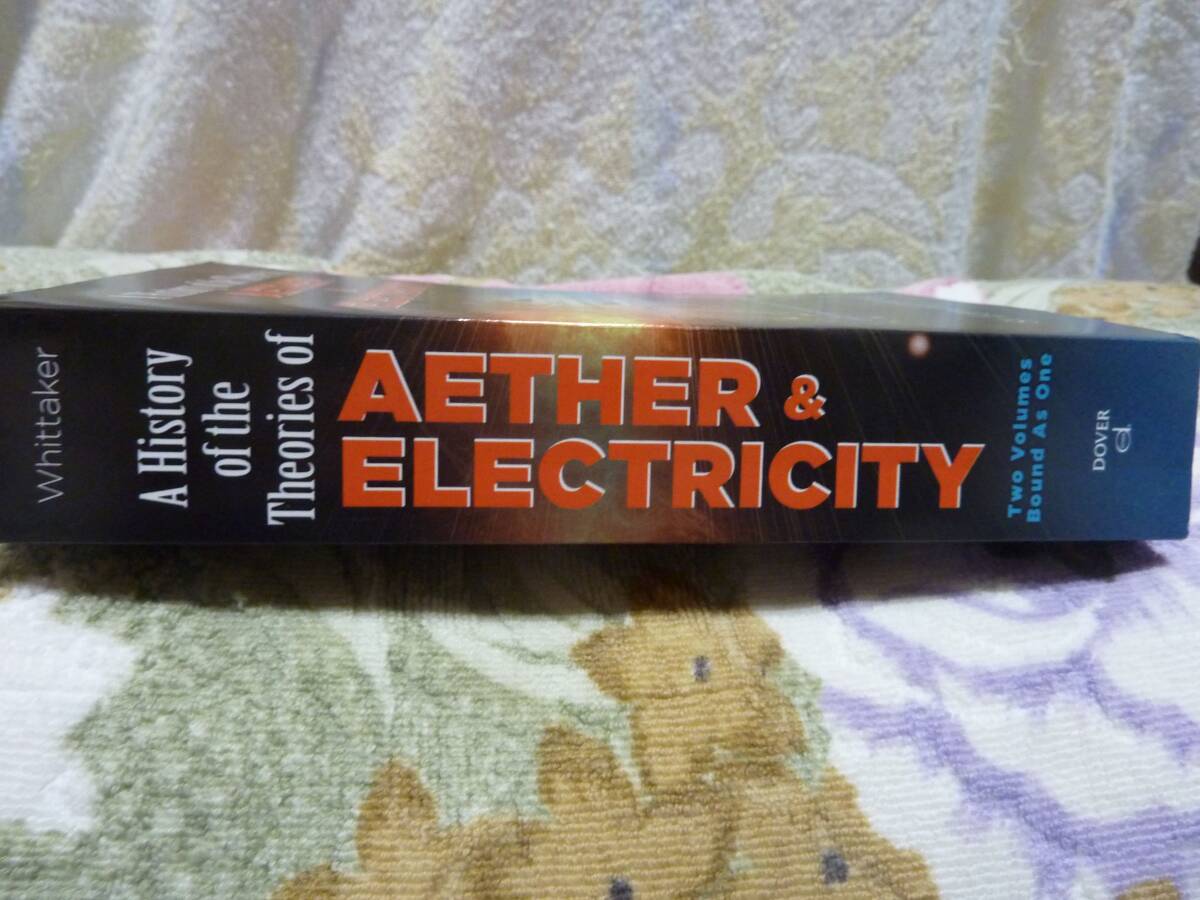 Whittaker
A History
of the
Theories of
AETHER &
ELECTRICITY
Two Volumes
Bound As One
DOVER